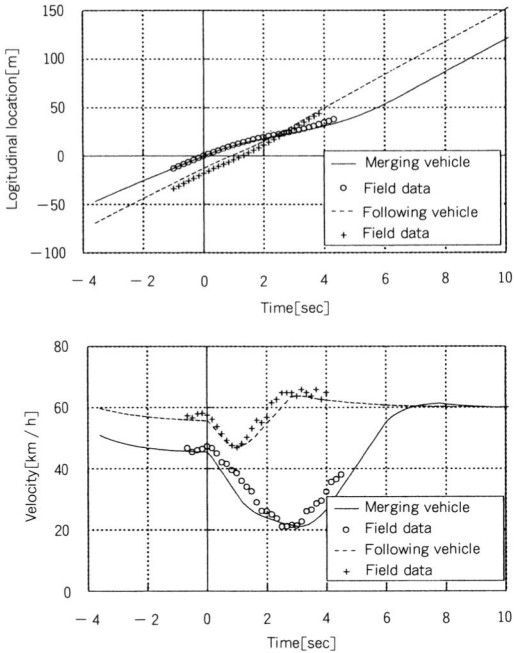 150
100
50
0
－50
－100
Logitudinal location[m]
－4 －2 0 2 4 6 8 10
Time[sec]
Merging vehicle
Field data
Following vehicle
Field data
80
60
40
20
0
Velocity[km / h]
－4 －2 0 2 4 6 8 10
Time[sec]
Merging vehicle
Field data
Following vehicle
Field data